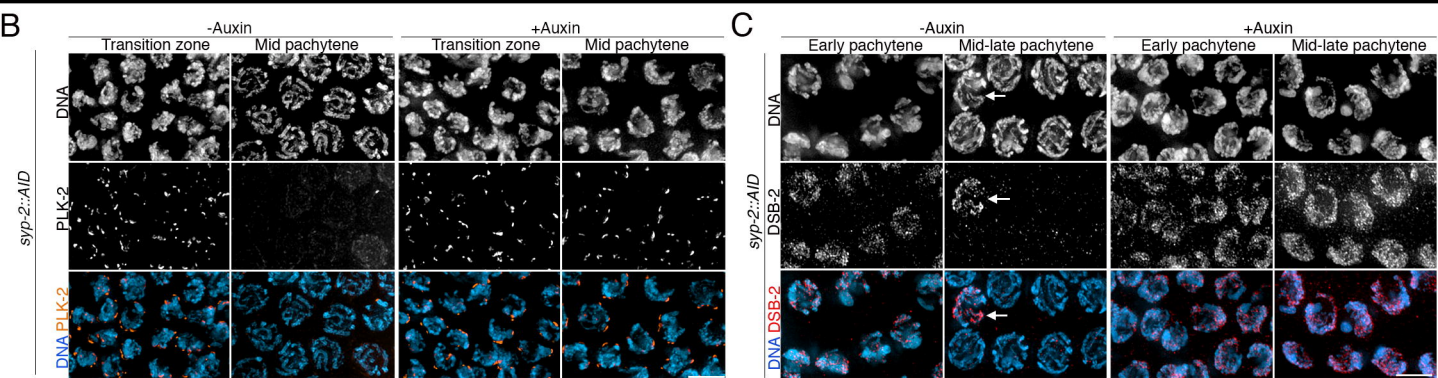 B
-Auxin
+Auxin
Transition zone
Mid pachytene
Transition zone
Mid pachytene
syp-2::AID
DNA
PLK-2
DNA PLK-2
C
-Auxin
+Auxin
Early pachytene
Mid-late pachytene
Early pachytene
Mid-late pachytene
syp-2::AID
DNA
DSB-2
DNA DSB-2